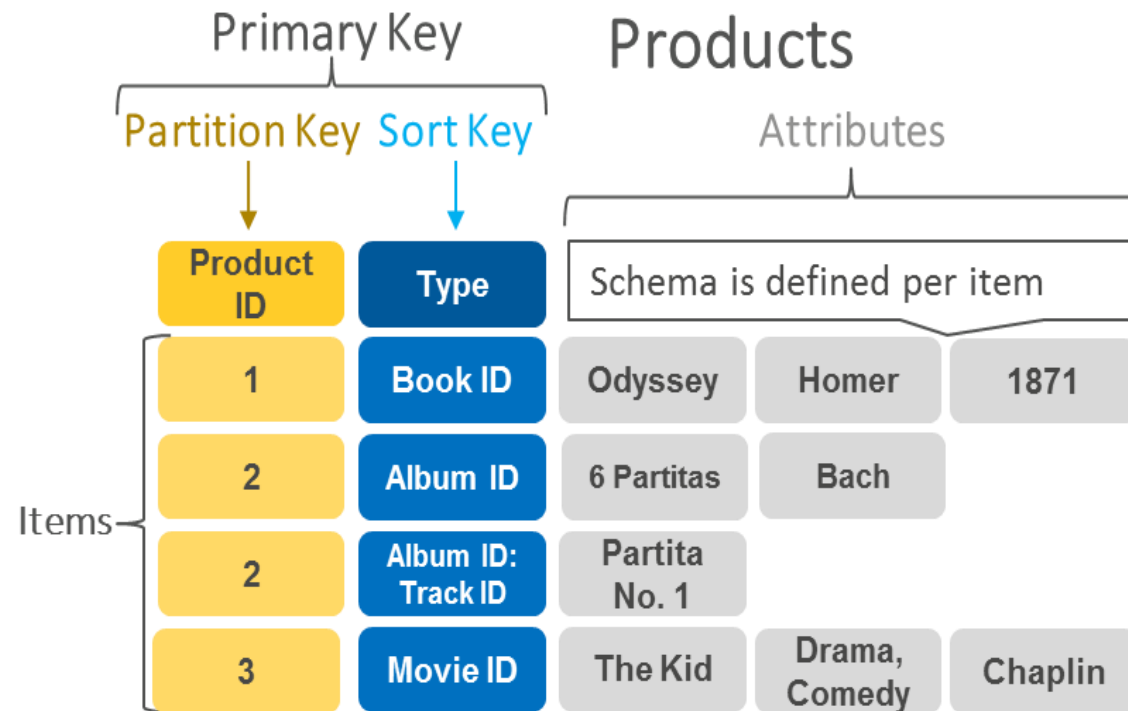 Primary Key
Products
Partition Key
Sort Key
Attributes
Product
ID
Type
Schema is defined per item
Items
1
Book ID
Odyssey
Homer
1871
2
Album ID
6 Partitas
Bach
2
Album ID:
Track ID
Partita
No. 1
3
Movie ID
The Kid
Drama,
Comedy
Chaplin